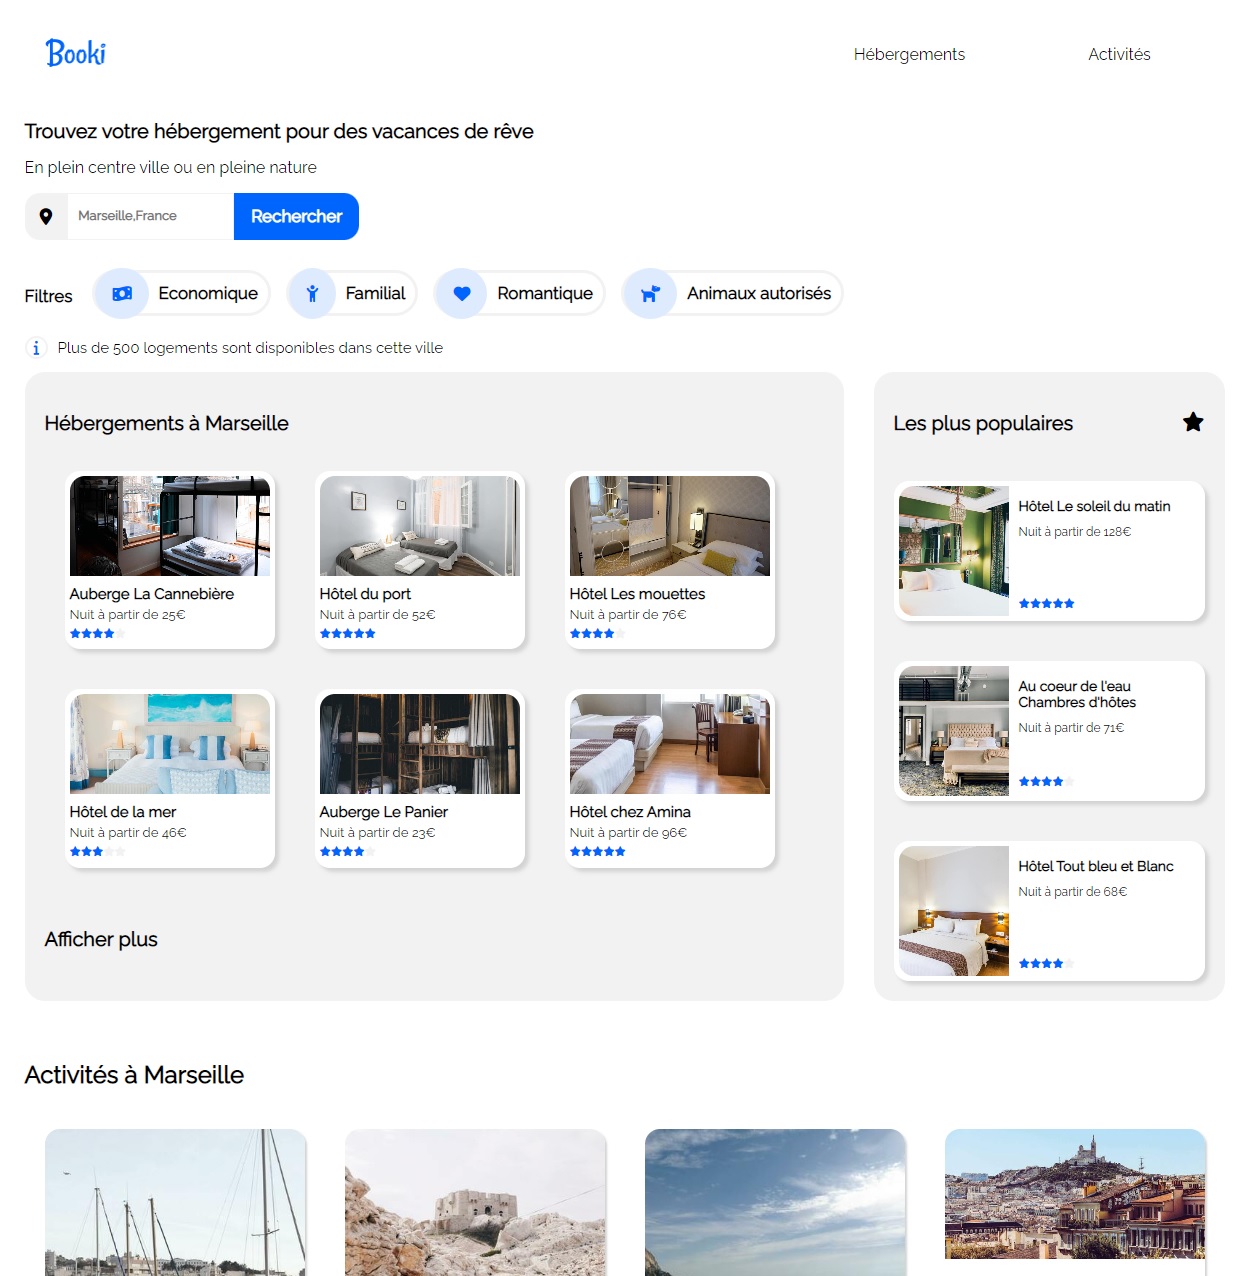 Booki
Hébergements
Activités
Trouvez votre hébergement pour des vacances de rêve
En plein centre ville ou en pleine nature
Marseille,France
Rechercher
Filtres
Economique
Familial
Romantique
Animaux autorisés
Plus de 500 logements sont disponibles dans cette ville
Hébergements à Marseille
Auberge La Cannebière
Nuit à partir de 25€
Hôtel du port
Nuit à partir de 52€
Hôtel Les mouettes
Nuit à partir de 76€
Hôtel de la mer
Nuit à partir de 46€
Auberge Le Panier
Nuit à partir de 23€
Hôtel chez Amina
Nuit à partir de 96€
Afficher plus
Les plus populaires
Hôtel Le soleil du matin
Nuit à partir de 128€
Au coeur de l'eau
Chambres d'hôtes
Nuit à partir de 71€
Hôtel Tout bleu et Blanc
Nuit à partir de 68€
Activités à Marseille